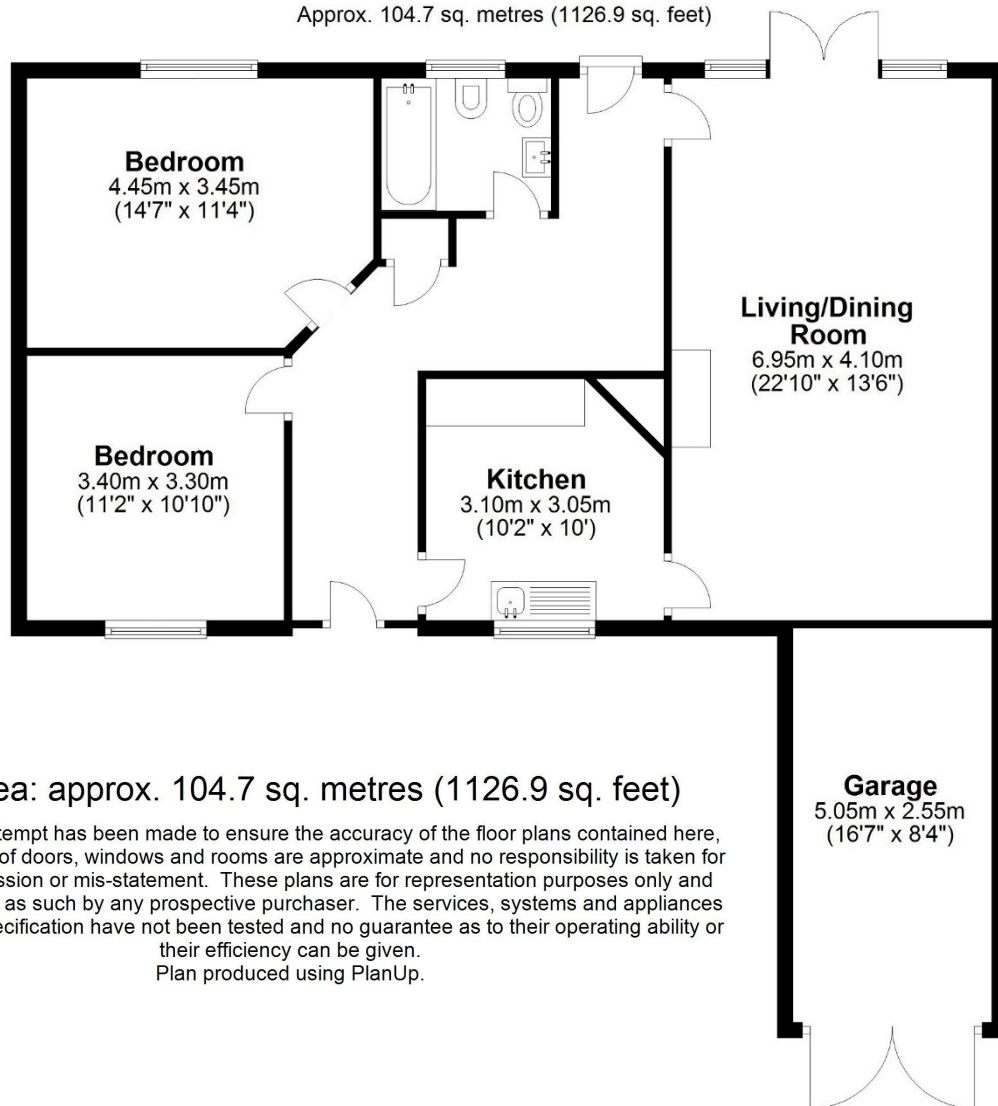 Approx. 104.7 sq. metres (1126.9 sq. feet)
Bedroom
4.45m x 3.45m
(14'7" x 11'4")
Living/Dining
Room
6.95m x 4.10m
(22'10" x 13'6")
Bedroom
3.40m x 3.30m
(11'2" x 10'10")
Kitchen
3.10m x 3.05m
(10'2" x 10')
Garage
5.05m x 2.55m
(16'7" x 8'4")
ea: approx. 104.7 sq. metres (1126.9 sq. feet)
tempt has been made to ensure the accuracy of the floor plans contained here,
of doors, windows and rooms are approximate and no responsibility is taken for
ssion or mis-statement. These plans are for representation purposes only and
as such by any prospective purchaser. The services, systems and appliances
ecification have not been tested and no guarantee as to their operating ability or
their efficiency can be given.
Plan produced using PlanUp.